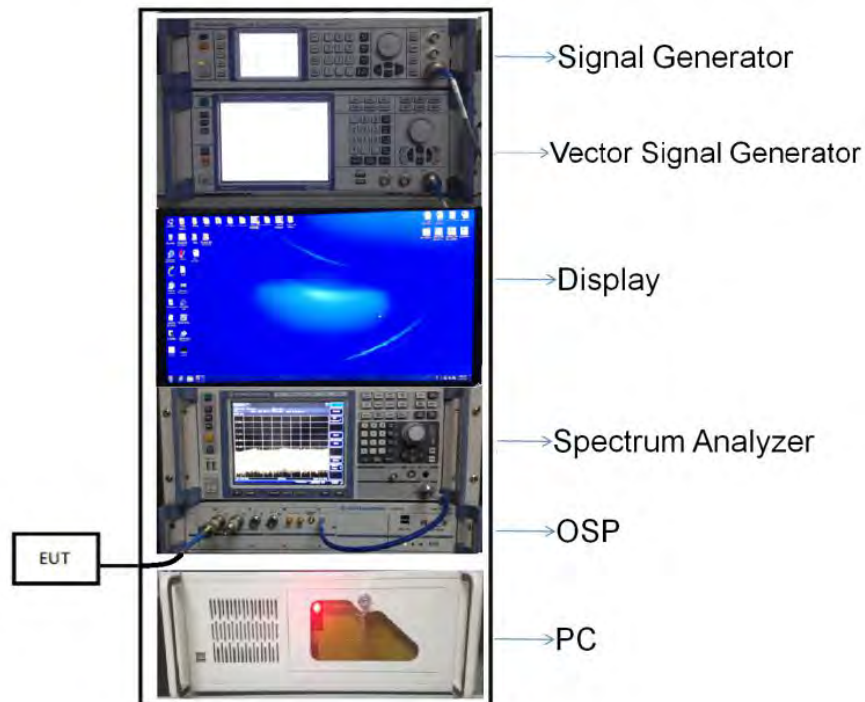 Signal Generator
Vector Signal Generator
Display
Spectrum Analyzer
OSP
EUT
PC